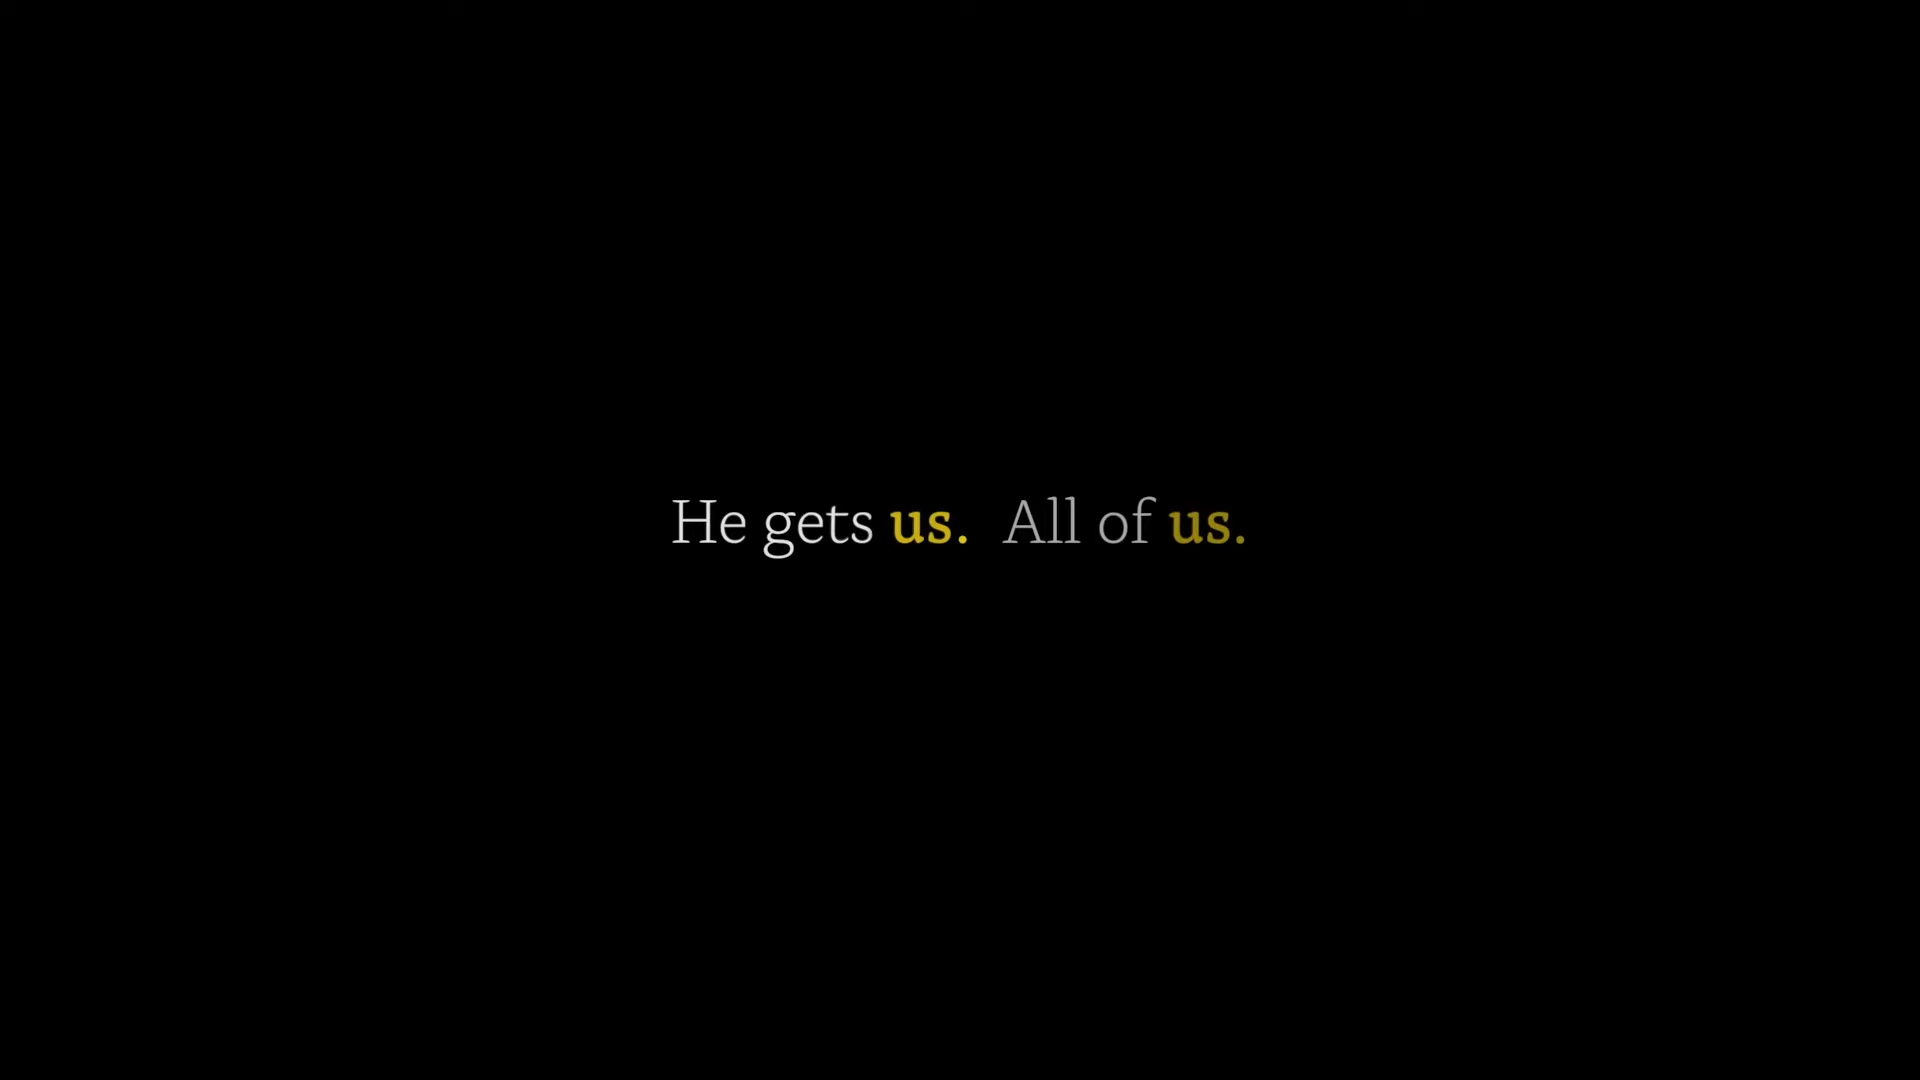 He gets us. All of us.